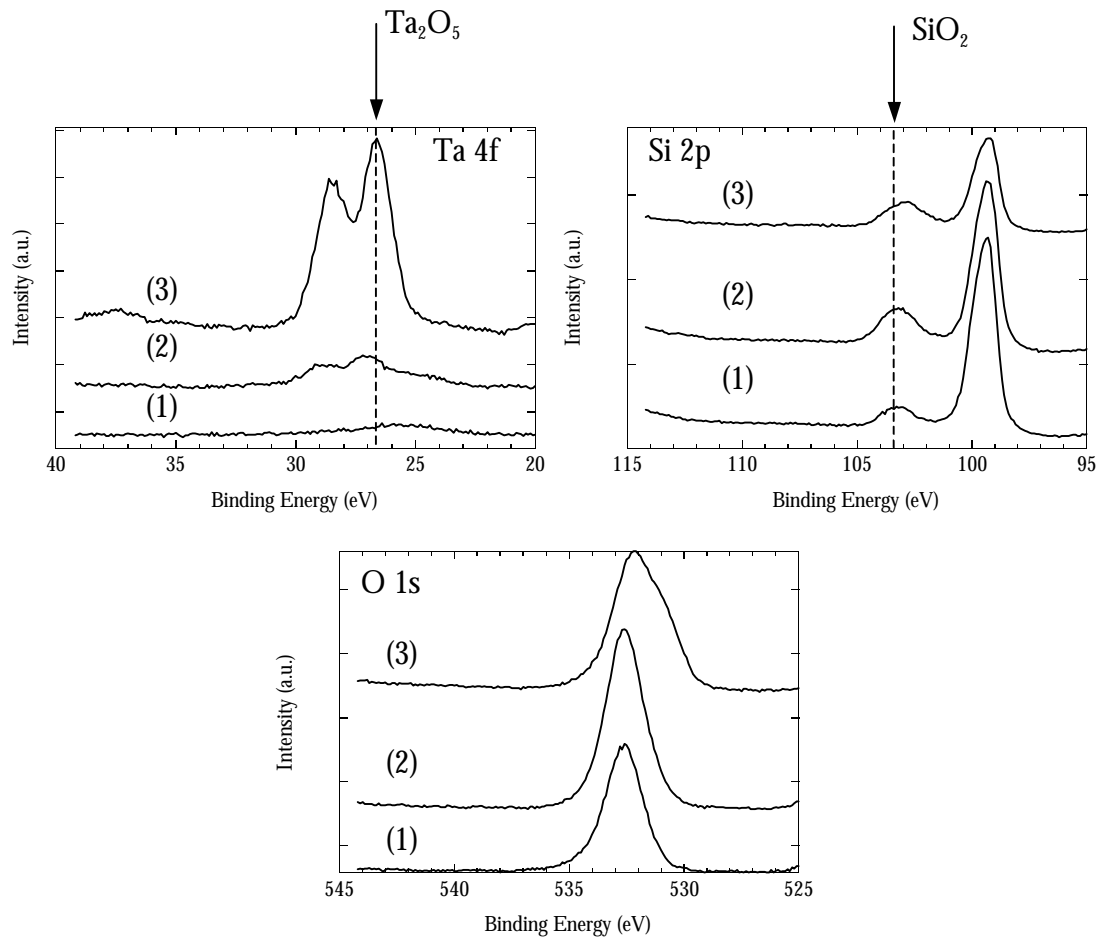 Ta₂O₅
SiO₂
Ta 4f
Si 2p
Intensity (a.u.)
(3)
(2)
(1)
40 35 30 25 20
Binding Energy (eV)
Intensity (a.u.)
(3)
(2)
(1)
115 110 105 100 95
Binding Energy (eV)
O 1s
Intensity (a.u.)
(3)
(2)
(1)
545 540 535 530 525
Binding Energy (eV)